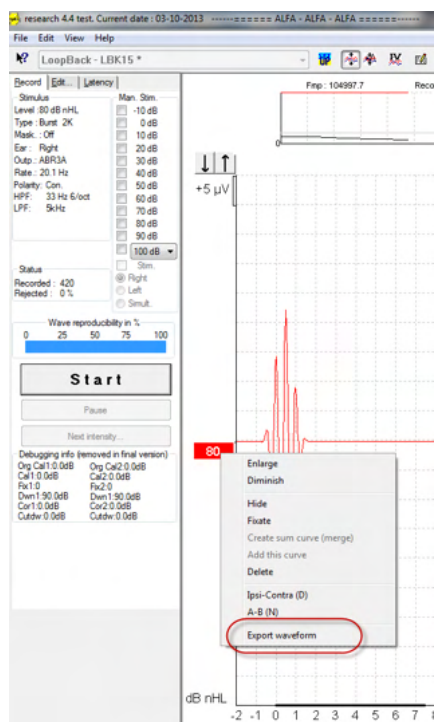 research 4.4 test. Current date : 03-10-2013 ------====== ALFA - ALFA - ALFA ======------
File Edit View Help
LoopBack - LBK15 *
Record Edit... Latency
Stimulus
Level :80 dB nHL
Type : Burst 2K
Mask. : Off
Ear : Right
Outp.: ABR3A
Rate : 20.1 Hz
Polarity: Con.
HPF: 33 Hz 6/oct
LPF: 5kHz
Man. Stim.
-10 dB
0 dB
10 dB
20 dB
30 dB
40 dB
50 dB
60 dB
70 dB
80 dB
90 dB
100 dB
Stim.
Right
Left
Simult.
Status
Recorded : 420
Rejected : 0 %
Wave reproducibility in %
0 25 50 75 100
Start
Pause
Next intensity...
Debugging info (removed in final version)
Org Cal1:0.0dB Org Cal2:0.0dB
Cal1:0.0dB Cal2:0.0dB
Fix1:0 Fix2:0
Dwn1:90.0dB Dwn1:90.0dB
Cor1:0.0dB Cor2:0.0dB
Cutdw:0.0dB Cutdw:0.0dB
Fmp : 104997.7 Reco
0
+5 µV
80
Enlarge
Diminish
Hide
Fixate
Create sum curve (merge)
Add this curve
Delete
Ipsi-Contra (D)
A-B (N)
Export waveform
dB nHL
-2 -1 0 1 2 3 4 5 6 7 8